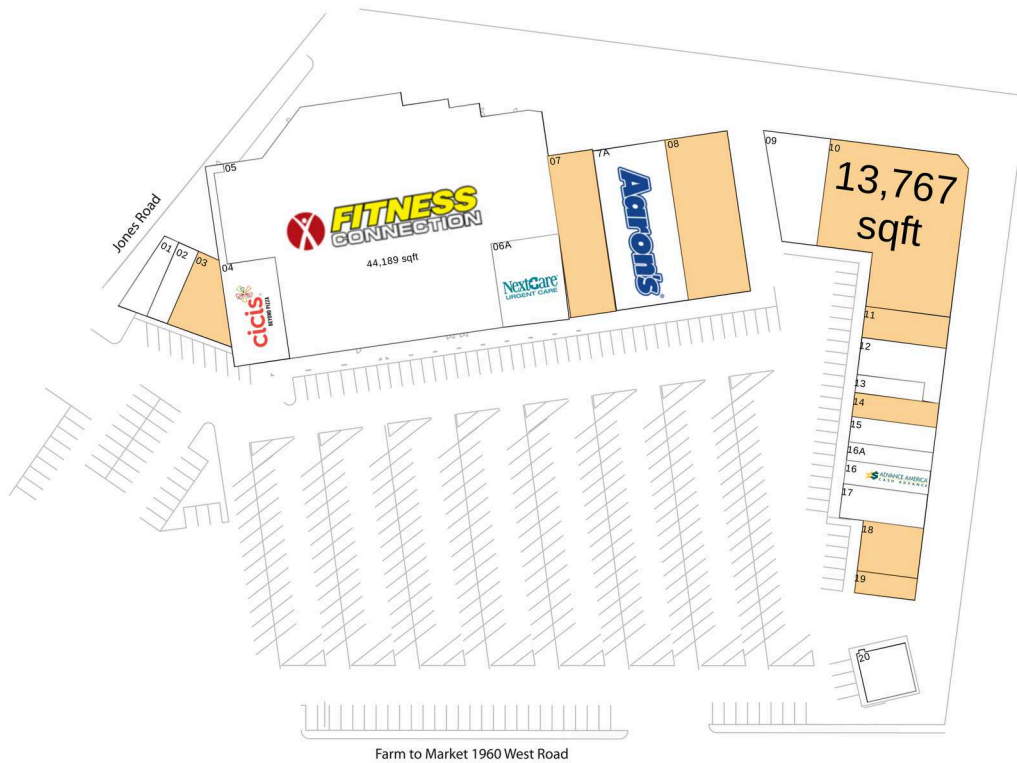 Jones Road
01
02
03
04
cicis
BEYOND PIZZA
05
FITNESS
CONNECTION
44,189 sqft
06A
NextCare
URGENT CARE
07
7A
Aaron's
08
09
10
13,767
sqft
11
12
13
14
15
16A
16
ADVANCE AMERICA
CASH ADVANCE
17
18
19
20
Farm to Market 1960 West Road